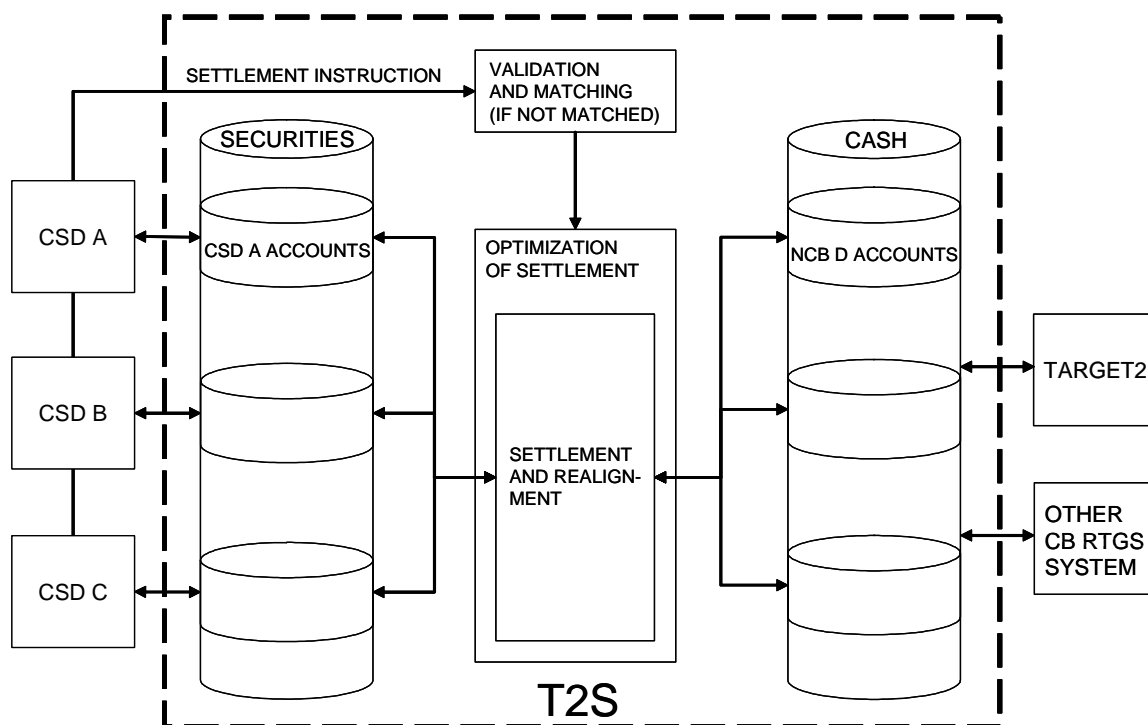 SETTLEMENT INSTRUCTION
VALIDATION
AND MATCHING
(IF NOT MATCHED)
SECURITIES
CASH
CSD A
CSD A ACCOUNTS
OPTIMIZATION
OF SETTLEMENT
NCB D ACCOUNTS
TARGET2
CSD B
SETTLEMENT
AND REALIGN-
MENT
OTHER
CB RTGS
SYSTEM
CSD C
T2S